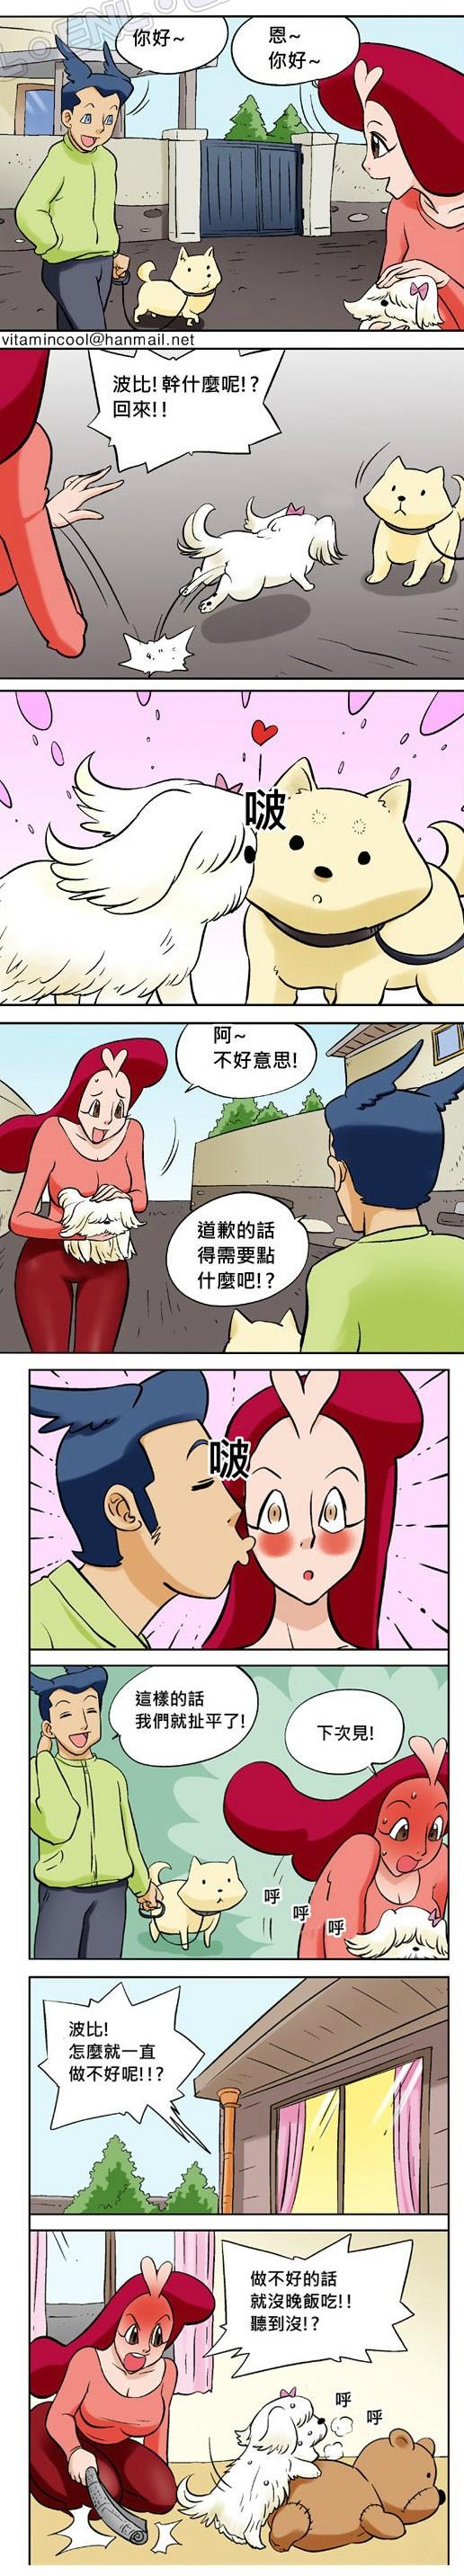 你好~
恩~
你好~
vitamincool@hanmail.net
波比!幹什麼呢!?
回來!!
啵
阿~
不好意思!
道歉的話
得需要點
什麼吧!?
啵
這樣的話
我們就扯平了!
下次見!
呼
呼
呼
波比!
怎麼就一直
做不好呢!!?
做不好的話
就沒晚飯吃!!
聽到沒!?
呼
呼